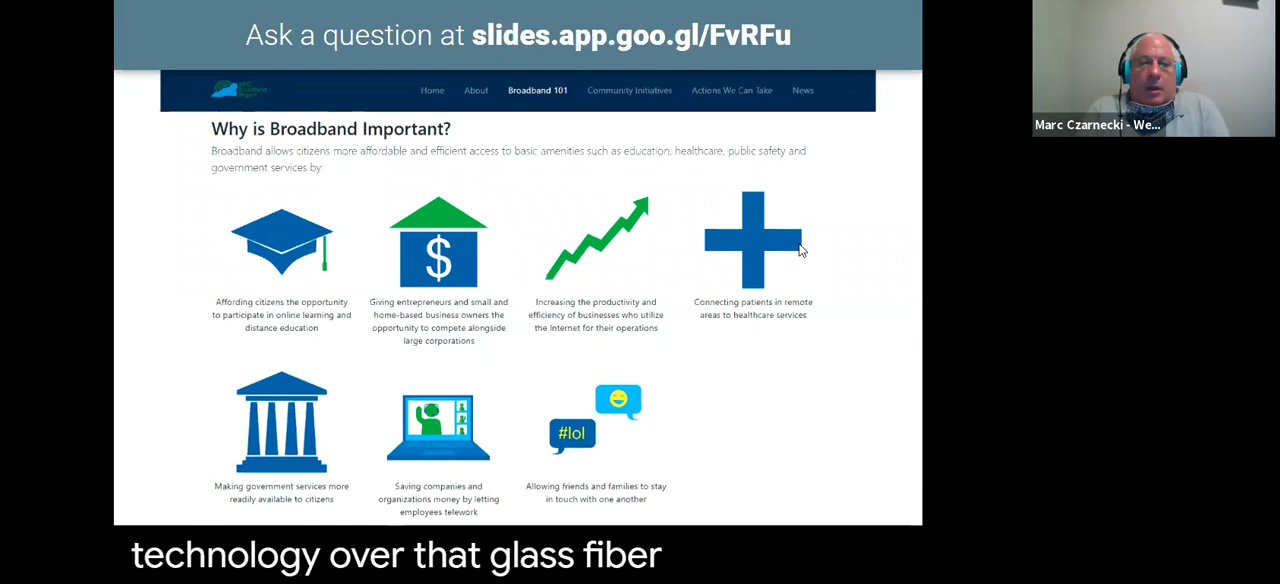 Ask a question at slides.app.goo.gl/FvRFu
WNC
Broadband
Project
Home About Broadband 101 Community Initiatives Actions We Can Take News
Why is Broadband Important?
Broadband allows citizens more affordable and efficient access to basic amenities such as education, healthcare, public safety and
government services by:
$
Affording citizens the opportunity
to participate in online learning and
distance education
Giving entrepreneurs and small and
home-based business owners the
opportunity to compete alongside
large corporations
Increasing the productivity and
efficiency of businesses who utilize
the Internet for their operations
Connecting patients in remote
areas to healthcare services
#lol
Making government services more
readily available to citizens
Saving companies and
organizations money by letting
employees telework
Allowing friends and families to stay
in touch with one another
technology over that glass fiber
Marc Czarnecki - We...